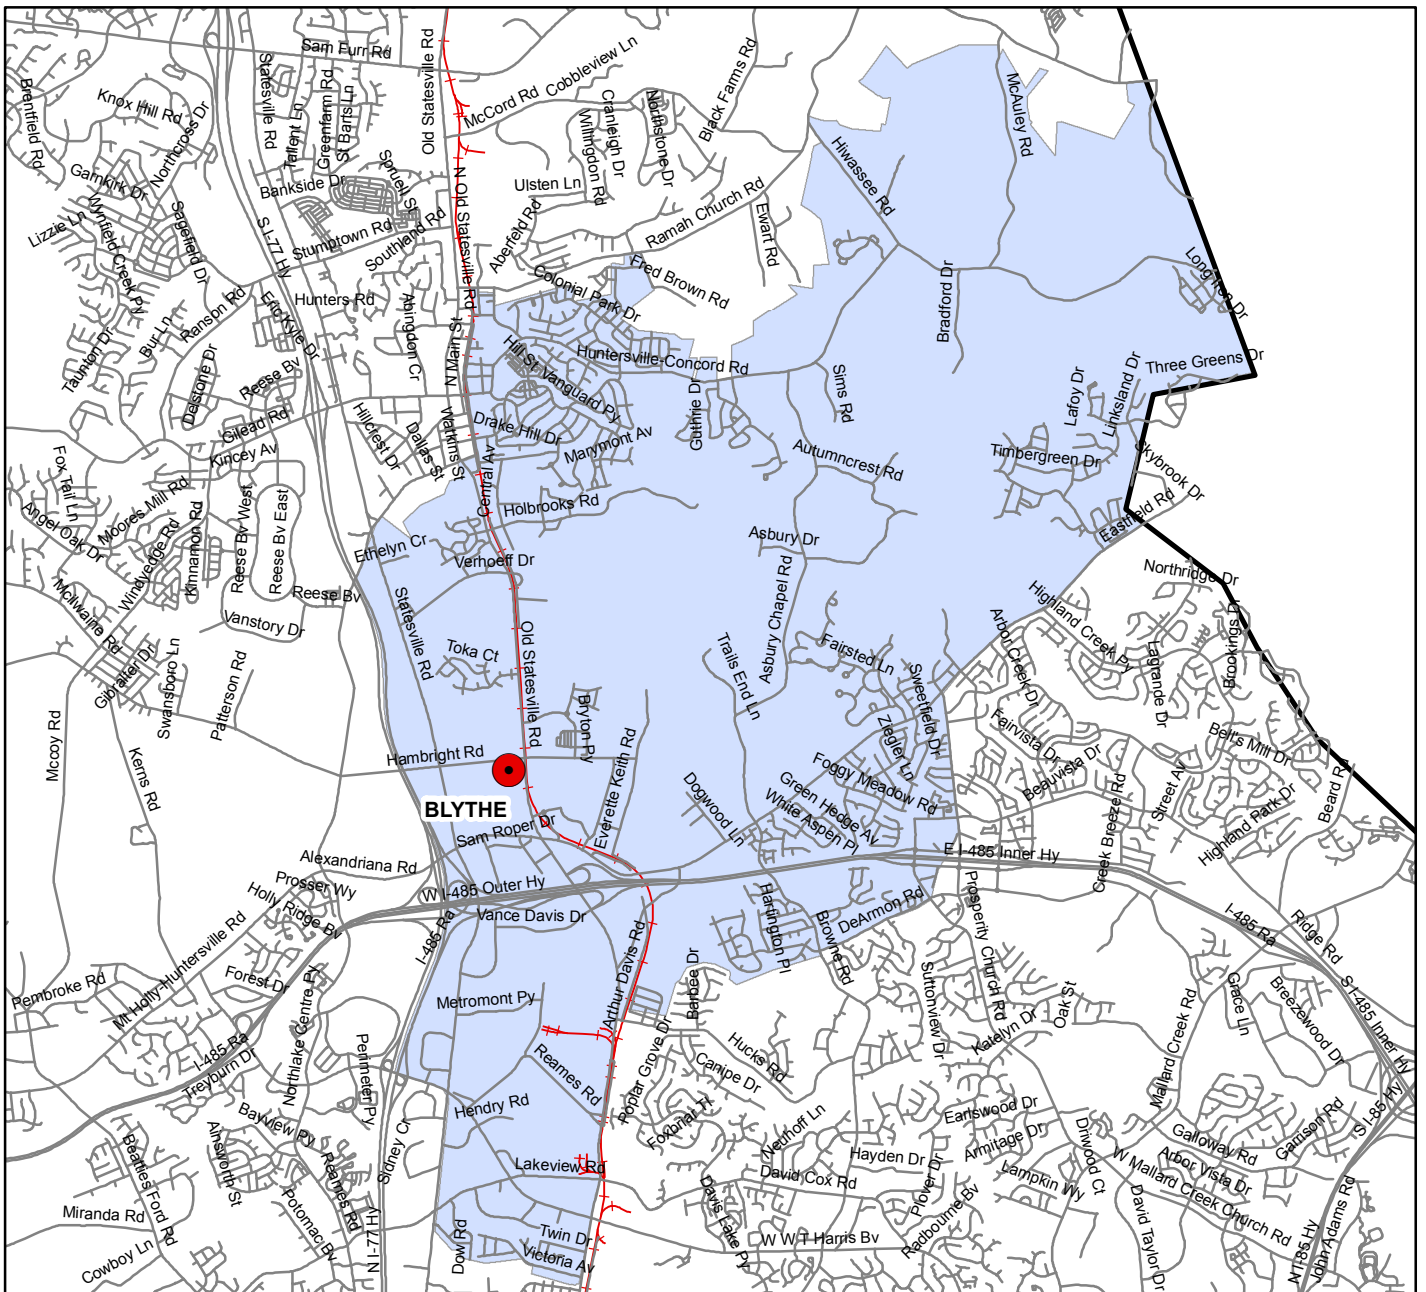 Sam Furr Rd
Old Statesville Rd
Cobbleview Ln
McCord Rd
Black Farms Rd
Brentfield Rd
Knox Hill Rd
Northcross Dr
Statesville Rd
Tallent Ln
Greenfarm Rd
St Barts Ln
Cranleigh Dr
Willingdon Rd
Northstone Dr
McAuley Rd
Hiwassee Rd
Garnkirk Dr
Bankside Dr
Spruell St
N Old Statesville Rd
Ulsten Ln
Lizzie Ln
Wynfield Creek Py
Sagefield Dr
S I-77 Hy
Stumptown Rd
Southland Rd
Aberfeld Rd
Ramah Church Rd
Ewart Rd
Fred Brown Rd
Colonial Park Dr
Long Iron Dr
Hunters Rd
Abingdon Cr
Ranson Rd
Eric Kyle Dr
Bur Ln
Taunton Dr
N Main St
Bradford Dr
Hill St
Vanguard Py
Huntersville-Concord Rd
Three Greens Dr
Delstone Dr
Reese Bv
Gilead Rd
Hillcrest Dr
Dallas St
Watkins St
Drake Hill Dr
Marymont Av
Guthrie Dr
Sims Rd
Lafoy Dr
Linksland Dr
Kincey Av
Central Av
Autumncrest Rd
Timbergreen Dr
Skybrook Dr
Fox Tail Ln
Angel Oak Dr
Moores Mill Rd
Windyedge Rd
Kinnamon Rd
Reese Bv West
Reese Bv East
Holbrooks Rd
Eastfield Rd
Ethelyn Cr
Verhoeff Dr
Asbury Dr
Northridge Dr
McIlwaine Rd
Reese Bv
Vanstory Dr
Statesville Rd
Asbury Chapel Rd
Highland Creek Py
Arbor Creek Dr
Lagrande Dr
Brookings Dr
Gibralter Dr
Swansboro Ln
Patterson Rd
Toka Ct
Old Statesville Rd
Trails End Ln
Fairsted Ln
Sweetfield Dr
Mccoy Rd
Kerns Rd
Hambright Rd
Bryton Py
Everette Keith Rd
Ziegler Ln
Fairvista Dr
Beauvista Dr
Bell's Mill Dr
Foggy Meadow Rd
Green Hedge Av
White Aspen Pl
Dogwood Ln
Creek Breeze Rd
Street Av
Highland Park Dr
Beard Rd
BLYTHE
Sam Roper Dr
E I-485 Inner Hy
Alexandriana Rd
Prosser Wy
Holly Ridge Bv
W I-485 Outer Hy
Vance Davis Dr
I-485 Ra
Hartington Pl
Browne Rd
DeArmon Rd
Prosperity Church Rd
I-485 Ra
Ridge Rd
S I-485 Inner Hy
Mt Holly-Huntersville Rd
Pembroke Rd
Forest Dr
Northlake Centre Py
Metromont Py
Arthur Davis Rd
Barbee Dr
Suttonview Dr
Katelyn Dr
Oak St
Mallard Creek Rd
Grace Ln
Breezewood Dr
I-485 Ra
Treyburn Dr
Perimeter Py
Reames Rd
Hendry Rd
Poplar Grove Dr
Hucks Rd
Canipe Dr
Foxbriar Tl
Neuhoff Ln
Earlswood Dr
Armitage Dr
Driwood Ct
Galloway Rd
Garrison Rd
S I-85 Hy
Bayview Py
Ainsworth St
Beatties Ford Rd
Reames Rd
Potomac Bv
Sidney Cr
Lakeview Rd
David Cox Rd
Hayden Dr
Plover Dr
Lampkin Wy
W Mallard Creek Church Rd
Arbor Vista Dr
Miranda Rd
Cowboy Ln
N I-77 Hy
Dow Rd
Twin Dr
Victoria Av
Davis Lake Py
W W T Harris Bv
Radbourne Bv
David Taylor Dr
N I-85 Hy
John Adams Rd